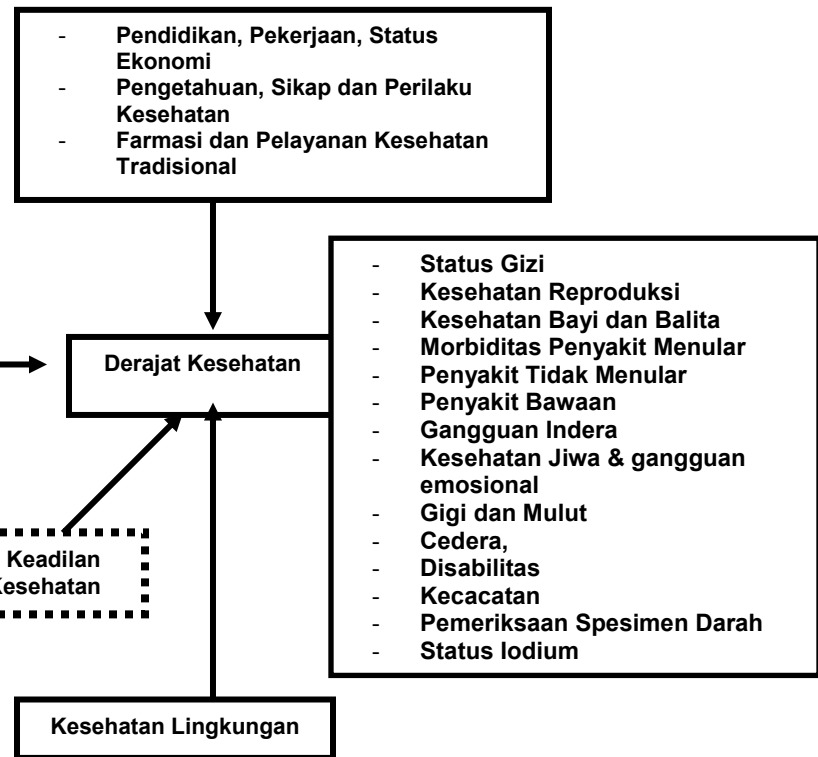 - Pendidikan, Pekerjaan, Status
Ekonomi
- Pengetahuan, Sikap dan Perilaku
Kesehatan
- Farmasi dan Pelayanan Kesehatan
Tradisional
Derajat Kesehatan
- Status Gizi
- Kesehatan Reproduksi
- Kesehatan Bayi dan Balita
- Morbiditas Penyakit Menular
- Penyakit Tidak Menular
- Penyakit Bawaan
- Gangguan Indera
- Kesehatan Jiwa & gangguan
emosional
- Gigi dan Mulut
- Cedera,
- Disabilitas
- Kecacatan
- Pemeriksaan Spesimen Darah
- Status Iodium
Keadilan
Kesehatan
Kesehatan Lingkungan